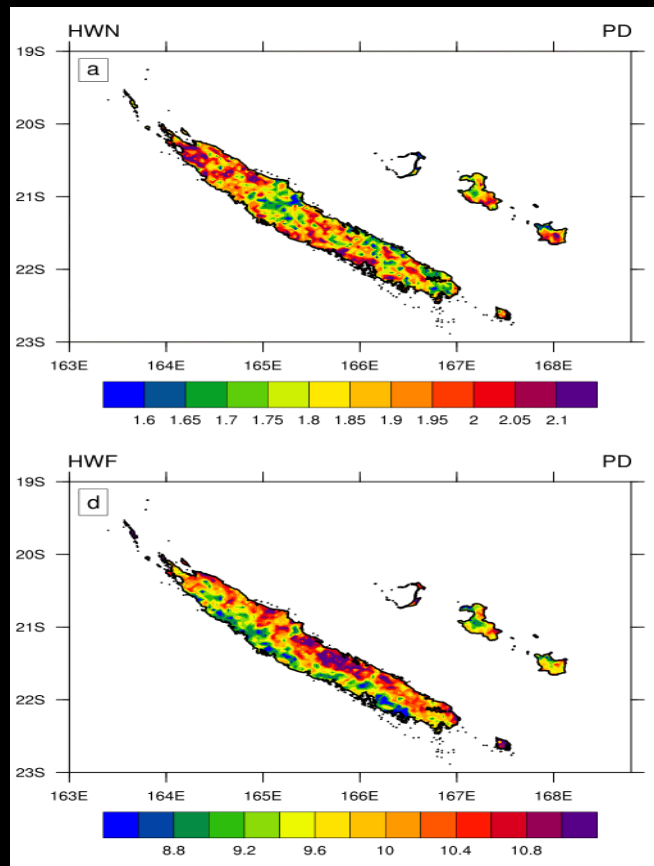 HWN PD
19S
a
20S
21S
22S
23S
163E 164E 165E 166E 167E 168E
1.6 1.65 1.7 1.75 1.8 1.85 1.9 1.95 2 2.05 2.1
HWF PD
19S
d
20S
21S
22S
23S
163E 164E 165E 166E 167E 168E
8.8 9.2 9.6 10 10.4 10.8